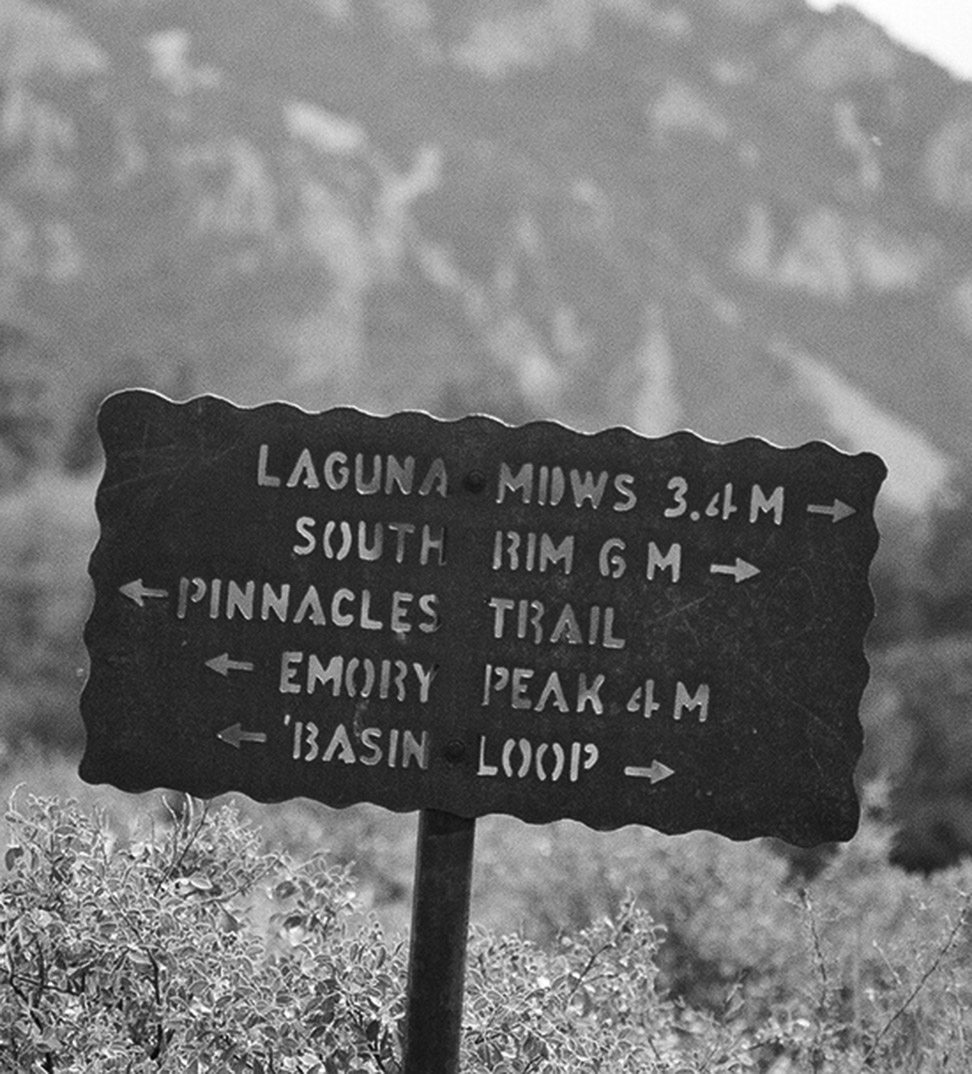 LAGUNA MDWS 3.4 M →
SOUTH RIM 6 M →
← PINNACLES TRAIL
← EMORY PEAK 4 M
← BASIN LOOP →